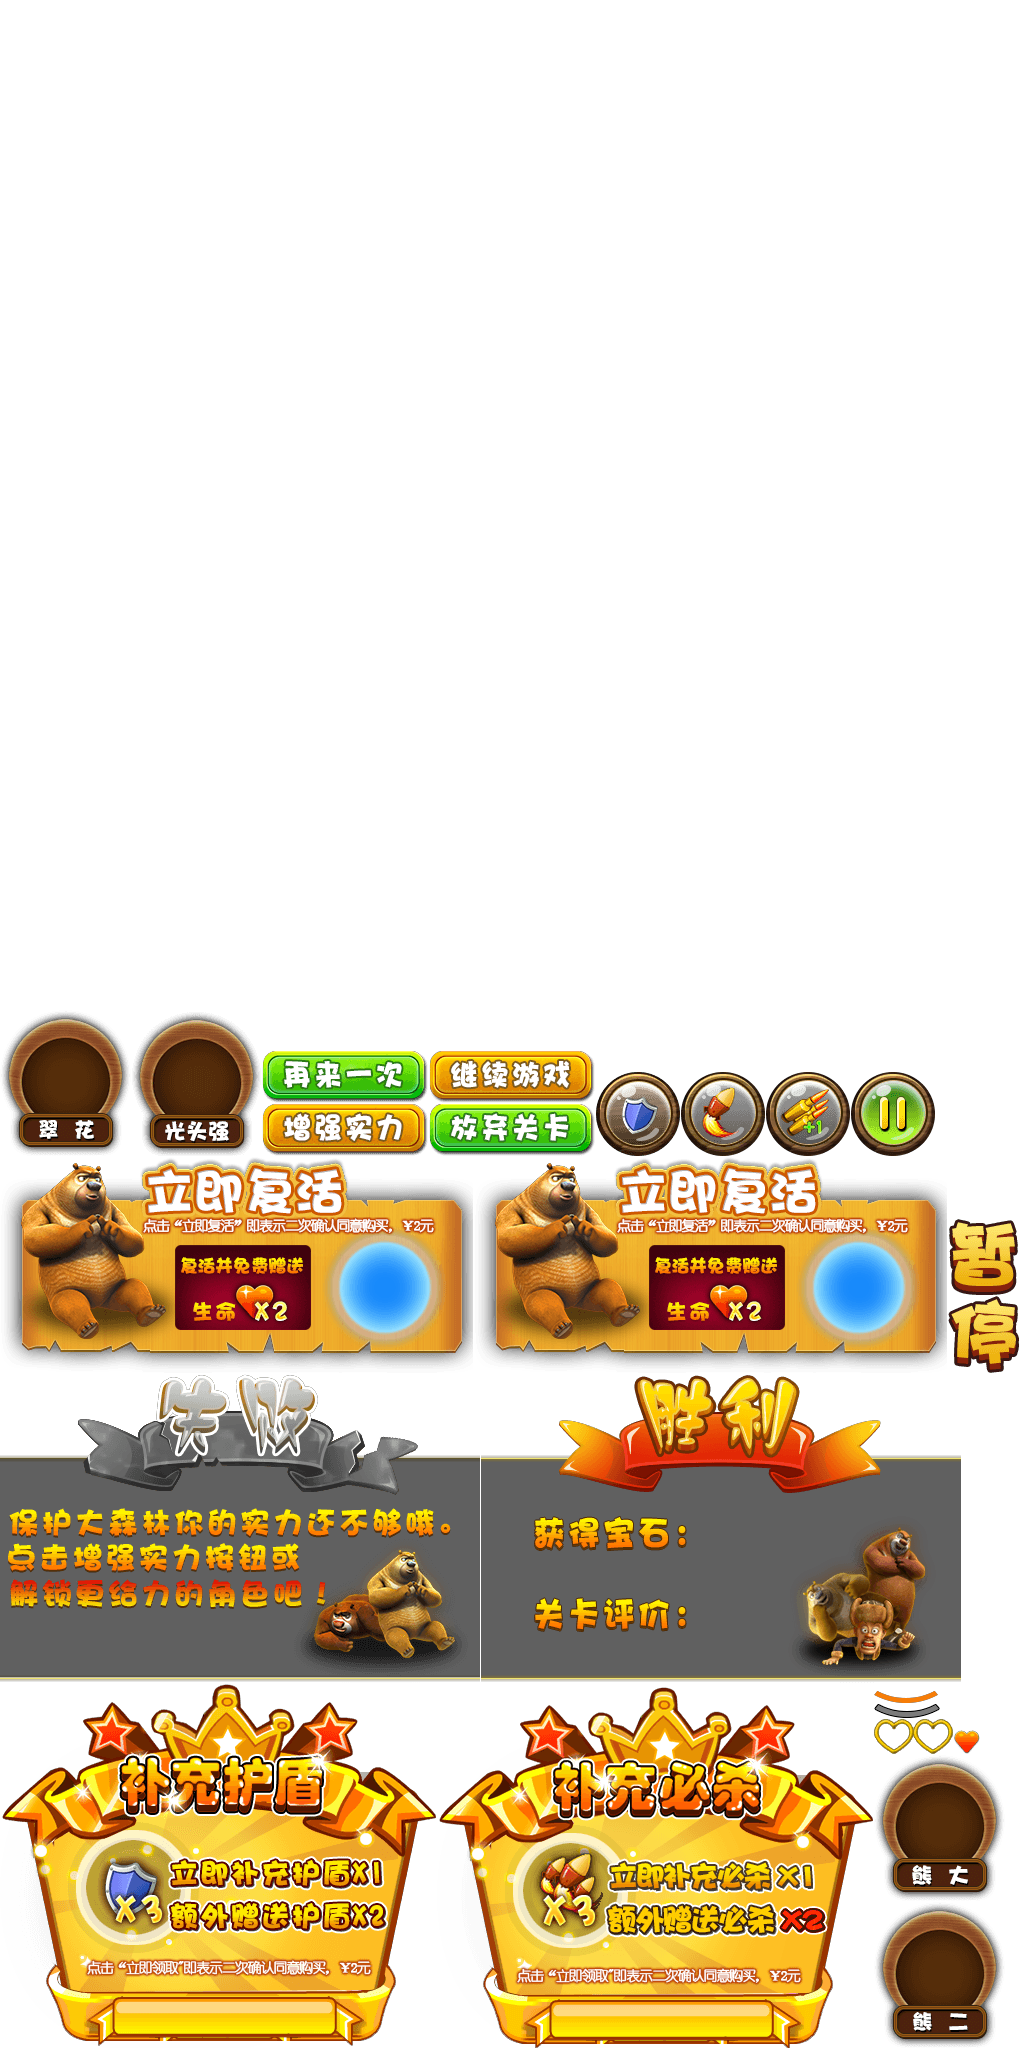 翠 花
光头强
再来一次
继续游戏
增强实力
放弃关卡
+1
立即复活
点击“立即复活”即表示二次确认同意购买，¥2元
复活并免费赠送
生命 X2
立即复活
点击“立即复活”即表示二次确认同意购买，¥2元
复活并免费赠送
生命 X2
暂
停
失败
保护大森林你的实力还不够哦。
点击增强实力按钮或
解锁更给力的角色吧！
胜利
获得宝石：
关卡评价：
补充护盾
X3
立即补充护盾X1
额外赠送护盾X2
点击“立即领取”即表示二次确认同意购买，¥2元
补充必杀
X3
立即补充必杀X1
额外赠送必杀X2
点击“立即领取”即表示二次确认同意购买，¥2元
熊 大
熊 二